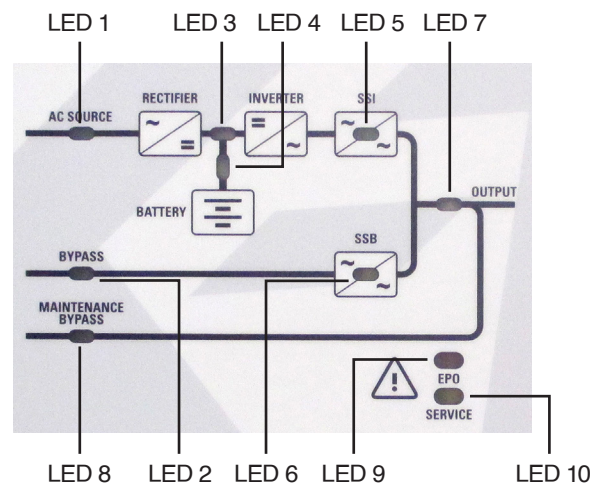 LED 1 LED 3 LED 4 LED 5 LED 7
RECTIFIER INVERTER SSI
AC SOURCE
OUTPUT
BATTERY
SSB
BYPASS
MAINTENANCE
BYPASS
EPO
SERVICE
LED 8 LED 2 LED 6 LED 9 LED 10